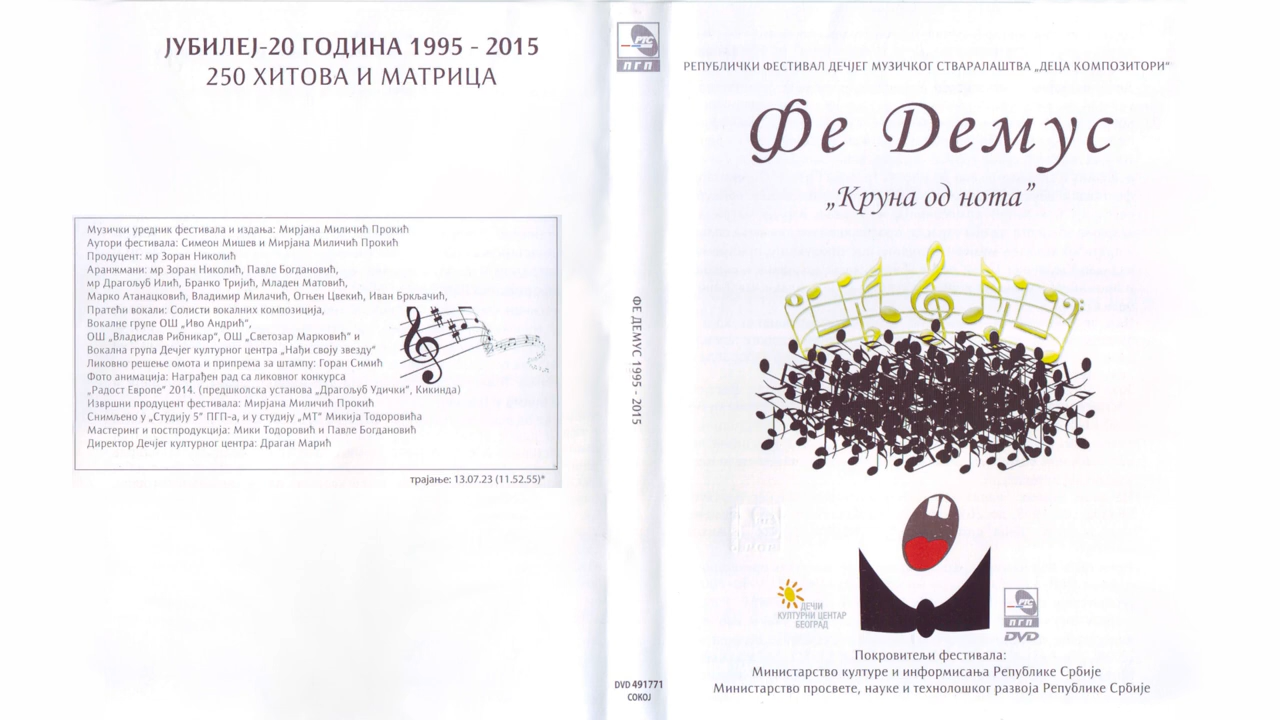 ЈУБИЛЕЈ-20 ГОДИНА 1995 - 2015
250 ХИТОВА И МАТРИЦА
Музички уредник фестивала и издања: Мирјана Миличић Прокић
Аутори фестивала: Симеон Мишев и Мирјана Миличић Прокић
Продуцент: мр Зоран Николић
Аранжмани: мр Зоран Николић, Павле Богдановић,
мр Драгољуб Илић, Бранко Тријић, Младен Матовић,
Марко Атанацковић, Владимир Милачић, Огњен Цвекић, Иван Бркљачић,
Пратећи вокали: Солисти вокалних композиција,
Вокалне групе ОШ „Иво Андрић“,
ОШ „Владислав Рибникар“, ОШ „Светозар Марковић“ и
Вокална група Дечјег културног центра „Нађи своју звезду“
Ликовно решење омота и припрема за штампу: Горан Симић
Фото анимација: Награђен рад са ликовног конкурса
„Радост Европе“ 2014. (предшколска установа „Драгољуб Удички“, Кикинда)
Извршни продуцент фестивала: Мирјана Миличић Прокић
Снимљено у „Студију 5“ ПГП-а, и у студију „МТ“ Микија Тодоровића
Мастеринг и постпродукција: Мики Тодоровић и Павле Богдановић
Директор Дечјег културног центра: Драган Марић
трајање: 13.07.23 (11.52.55)*
РТС
ПГП
ФЕ ДЕМУС 1995 - 2015
DVD 491771
СОКОЈ
РЕПУБЛИЧКИ ФЕСТИВАЛ ДЕЧЈЕГ МУЗИЧКОГ СТВАРАЛАШТВА „ДЕЦА КОМПОЗИТОРИ“
Фе Демус
„Круна од нота”
ДЕЧЈИ
КУЛТУРНИ ЦЕНТАР
БЕОГРАД
РТС
ПГП
DVD
Покровитељи фестивала:
Министарство културе и информисања Републике Србије
Министарство просвете, науке и технолошког развоја Републике Србије